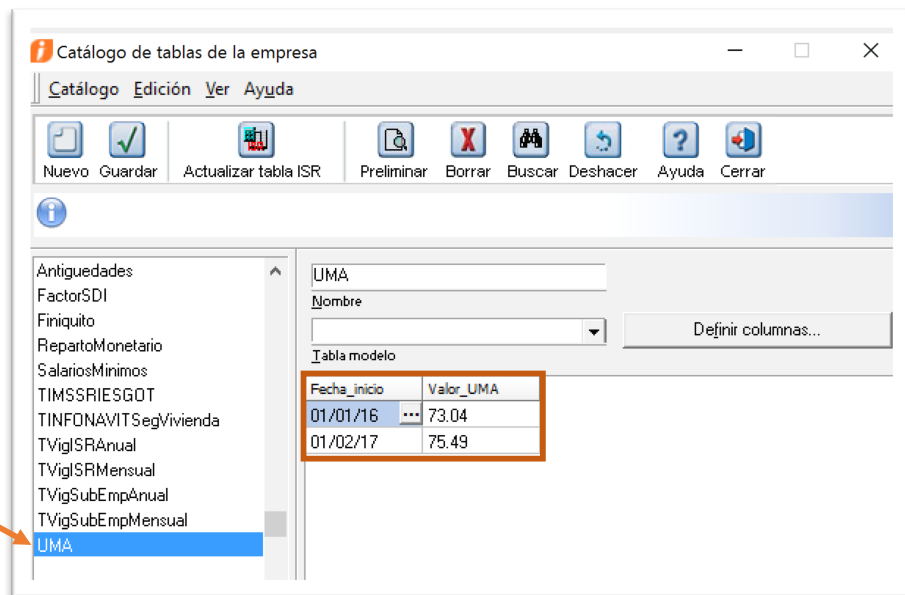 Catálogo de tablas de la empresa
Catálogo Edición Ver Ayuda
Nuevo Guardar Actualizar tabla ISR Preliminar Borrar Buscar Deshacer Ayuda Cerrar
Antiguedades
FactorSDI
Finiquito
RepartoMonetario
SalariosMinimos
TIMSSRIESGOT
TINFONAVITSegVivienda
TVigISRAnual
TVigISRMensual
TVigSubEmpAnual
TVigSubEmpMensual
UMA
UMA
Nombre
Definir columnas...
Tabla modelo
Fecha_inicio Valor_UMA
01/01/16 ... 73.04
01/02/17 75.49